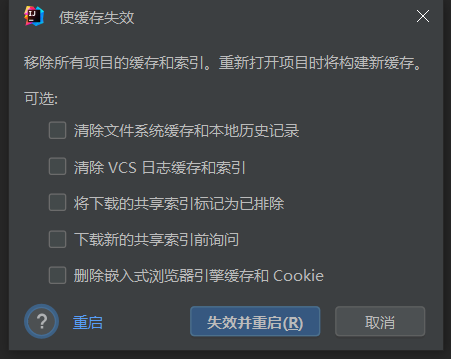 IJ
使缓存失效
移除所有项目的缓存和索引。重新打开项目时将构建新缓存。
可选:
清除文件系统缓存和本地历史记录
清除 VCS 日志缓存和索引
将下载的共享索引标记为已排除
下载新的共享索引前询问
删除嵌入式浏览器引擎缓存和 Cookie
? 重启 失效并重启(R) 取消